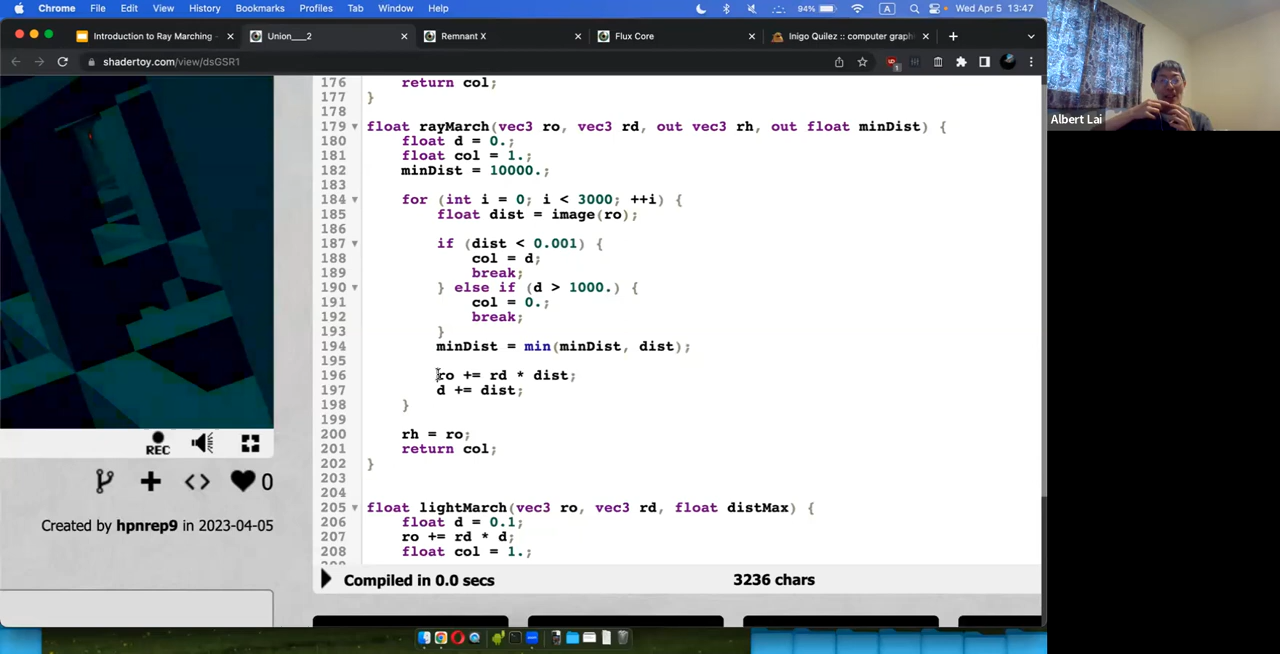 Chrome File Edit View History Bookmarks Profiles Tab Window Help 94% A Wed Apr 5 13:47
Introduction to Ray Marching Union___2 Remnant X Flux Core Inigo Quilez :: computer graph
shadertoy.com/view/dsGSR1
176 return col;
177 }
178
179 float rayMarch(vec3 ro, vec3 rd, out vec3 rh, out float minDist) {
180 float d = 0.;
181 float col = 1.;
182 minDist = 10000.;
183
184 for (int i = 0; i < 3000; ++i) {
185 float dist = image(ro);
186
187 if (dist < 0.001) {
188 col = d;
189 break;
190 } else if (d > 1000.) {
191 col = 0.;
192 break;
193 }
194 minDist = min(minDist, dist);
195
196 ro += rd * dist;
197 d += dist;
198 }
199
200 rh = ro;
201 return col;
202 }
203
204
205 float lightMarch(vec3 ro, vec3 rd, float distMax) {
206 float d = 0.1;
207 ro += rd * d;
208 float col = 1.;
REC
0
Created by hpnrep9 in 2023-04-05
Compiled in 0.0 secs 3236 chars
Albert Lai